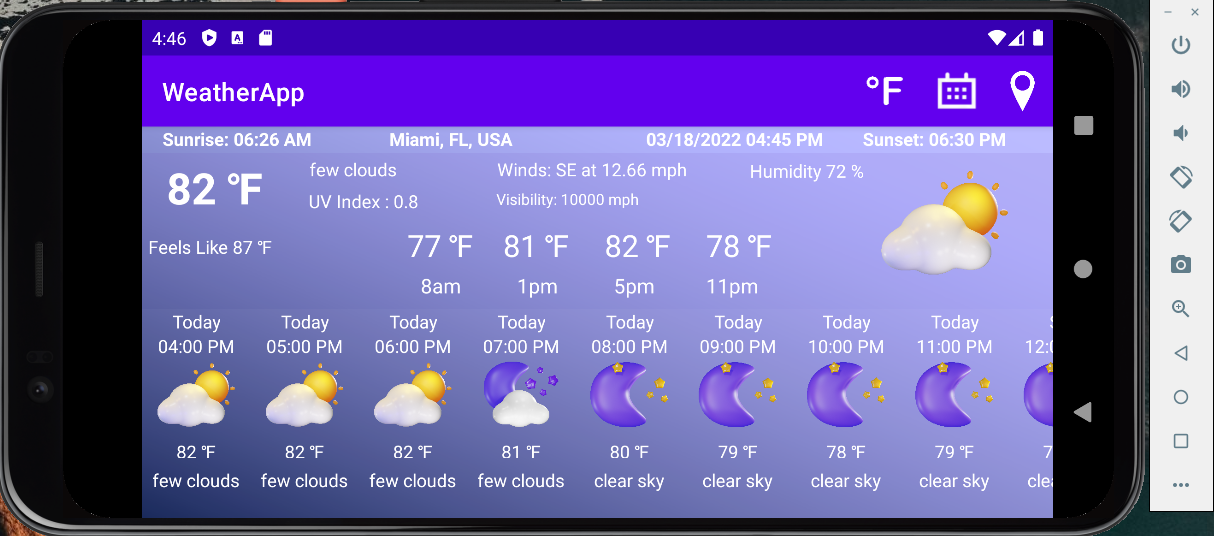 4:46
WeatherApp
°F
Sunrise: 06:26 AM Miami, FL, USA 03/18/2022 04:45 PM Sunset: 06:30 PM
82 °F few clouds Winds: SE at 12.66 mph Humidity 72 %
UV Index : 0.8 Visibility: 10000 mph
Feels Like 87 °F
77 °F 81 °F 82 °F 78 °F
8am 1pm 5pm 11pm
Today Today Today Today Today Today Today Today
04:00 PM 05:00 PM 06:00 PM 07:00 PM 08:00 PM 09:00 PM 10:00 PM 11:00 PM 12:0
82 °F 82 °F 82 °F 81 °F 80 °F 79 °F 78 °F 79 °F 7
few clouds few clouds few clouds few clouds clear sky clear sky clear sky clear sky clea